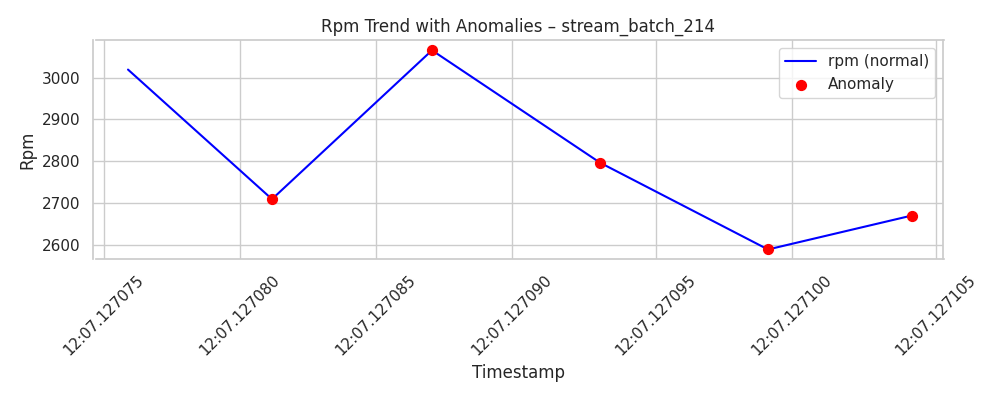 Rpm Trend with Anomalies – stream_batch_214
rpm (normal)
Anomaly
Rpm
3000
2900
2800
2700
2600
12:07.127075
12:07.127080
12:07.127085
12:07.127090
12:07.127095
12:07.127100
12:07.127105
Timestamp